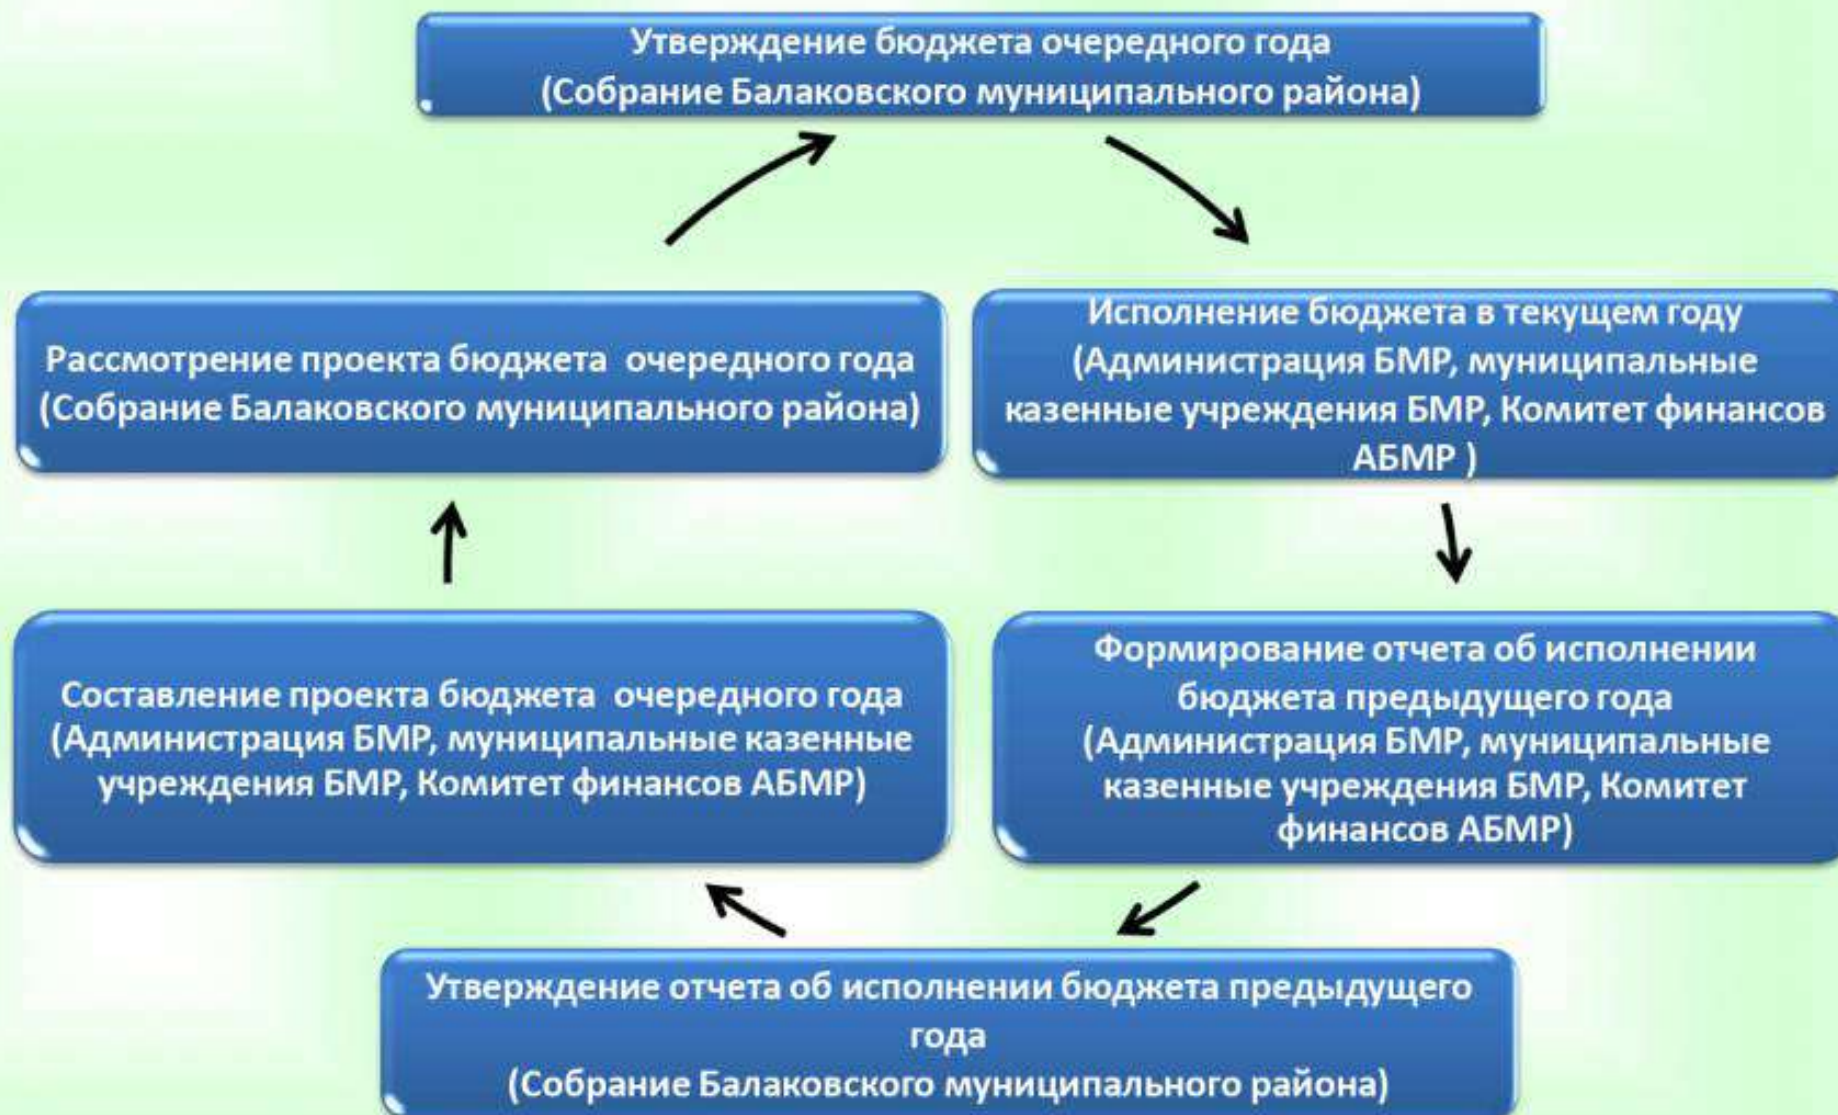 Утверждение бюджета очередного года
(Собрание Балаковского муниципального района)
Рассмотрение проекта бюджета очередного года
(Собрание Балаковского муниципального района)
Исполнение бюджета в текущем году
(Администрация БМР, муниципальные
казенные учреждения БМР, Комитет финансов
АБМР )
Составление проекта бюджета очередного года
(Администрация БМР, муниципальные казенные
учреждения БМР, Комитет финансов АБМР)
Формирование отчета об исполнении
бюджета предыдущего года
(Администрация БМР, муниципальные
казенные учреждения БМР, Комитет
финансов АБМР)
Утверждение отчета об исполнении бюджета предыдущего
года
(Собрание Балаковского муниципального района)